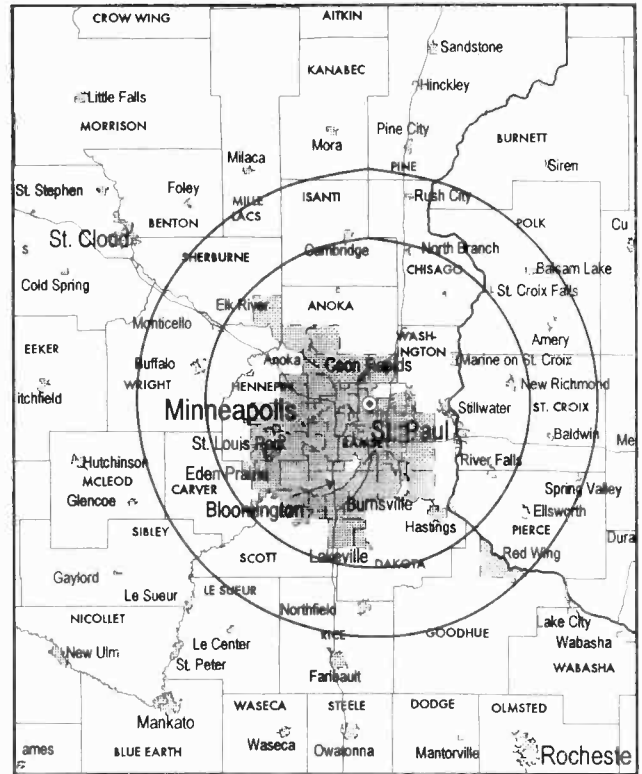 CROW WING
AITKIN
Sandstone
KANABEC
Little Falls
Hinckley
MORRISON
Mora
Pine City
BURNETT
Milaca
PINE
Siren
St. Stephen
Foley
MILLE
LACS
ISANTI
Rush City
BENTON
POLK
Cu
St. Cloud
s
Cambridge
North Branch
SHERBURNE
CHISAGO
Balsam Lake
Cold Spring
Elk River
ANOKA
St. Croix Falls
Monticello
WASH-
NGTON
Amery
EEKER
Anoka
Coon Rapids
Marine on St. Croix
Buffalo
WRIGHT
HENNEPIN
New Richmond
itchfield
Minneapolis
Stillwater
ST. CROIX
St. Paul
St. Louis Park
Baldwin
Me
Hutchinson
MCLEOD
Eden Prairie
River Falls
Glencoe
CARVER
Spring Valley
Bloomington
Burnsville
Ellsworth
Hastings
PIERCE
SIBLEY
Dura
SCOTT
Lakeville
DAKOTA
Red Wing
Gaylord
Le Sueur
LE SUEUR
Northfield
NICOLLET
RICE
GOODHUE
Lake City
Wabasha
New Ulm
Le Center
St. Peter
Faribault
WABASHA
WASECA
STEELE
DODGE
OLMSTED
Mankato
ames
BLUE EARTH
Waseca
Owatonna
Mantorville
Rocheste